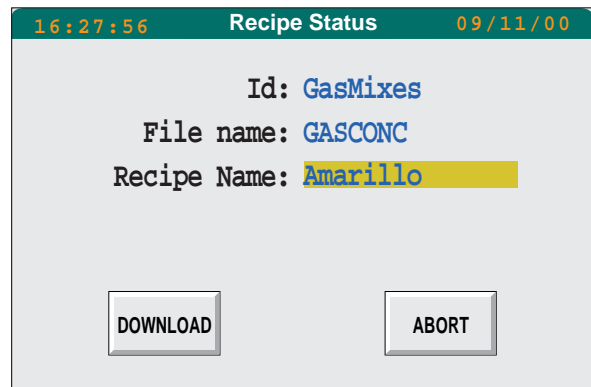 16:27:56 Recipe Status 09/11/00
Id: GasMixes
File name: GASCONC
Recipe Name: Amarillo
DOWNLOAD ABORT